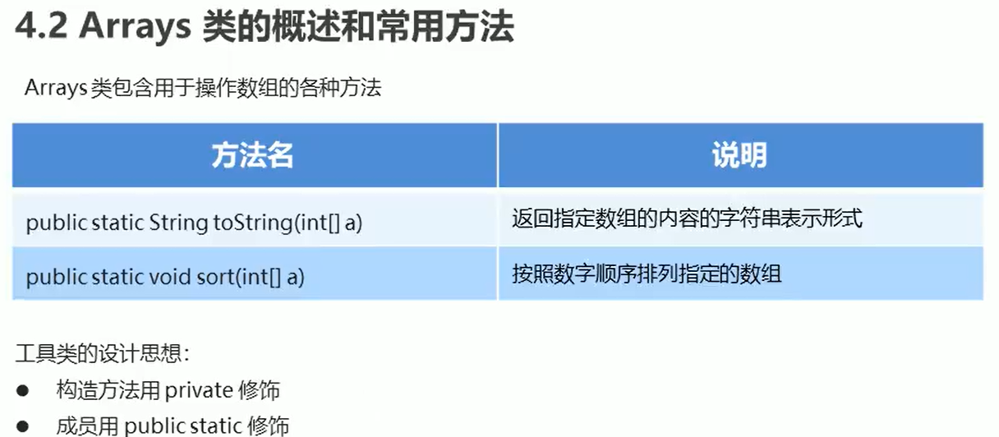 4.2 Arrays 类的概述和常用方法
Arrays 类包含用于操作数组的各种方法
方法名 说明
public static String toString(int[] a) 返回指定数组的内容的字符串表示形式
public static void sort(int[] a) 按照数字顺序排列指定的数组
工具类的设计思想：
● 构造方法用 private 修饰
● 成员用 public static 修饰